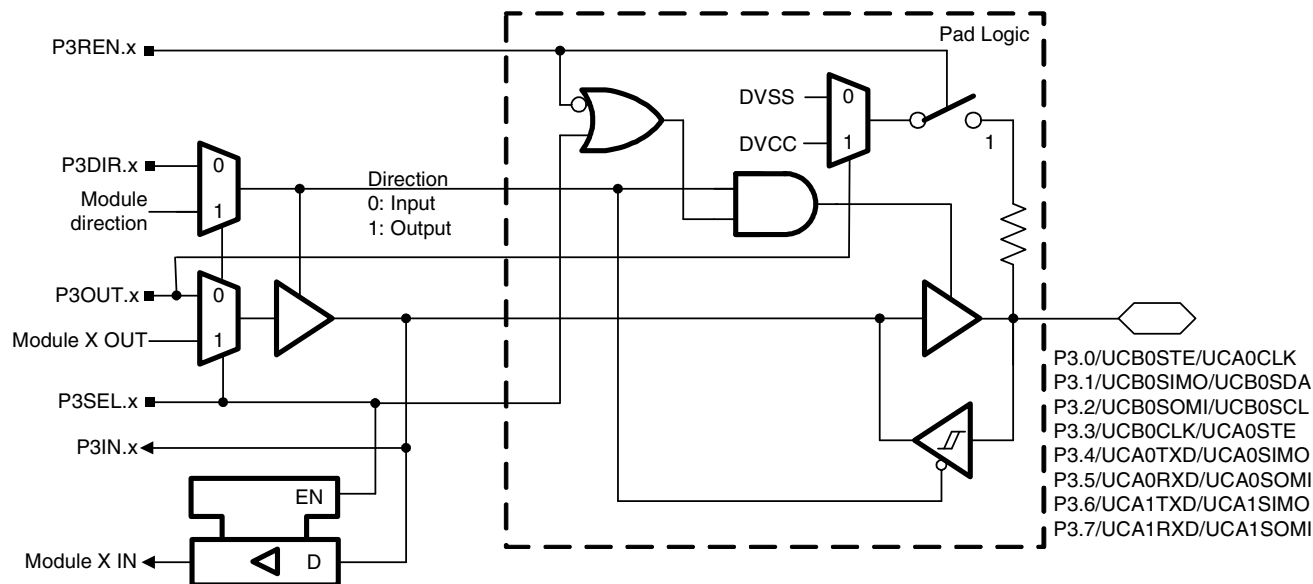 Pad Logic
P3REN.x
DVSS
0
DVCC
1
1
P3DIR.x
0
Module
direction
1
Direction
0: Input
1: Output
P3OUT.x
0
Module X OUT
1
P3SEL.x
P3IN.x
EN
Module X IN
D
P3.0/UCB0STE/UCA0CLK
P3.1/UCB0SIMO/UCB0SDA
P3.2/UCB0SOMI/UCB0SCL
P3.3/UCB0CLK/UCA0STE
P3.4/UCA0TXD/UCA0SIMO
P3.5/UCA0RXD/UCA0SOMI
P3.6/UCA1TXD/UCA1SIMO
P3.7/UCA1RXD/UCA1SOMI